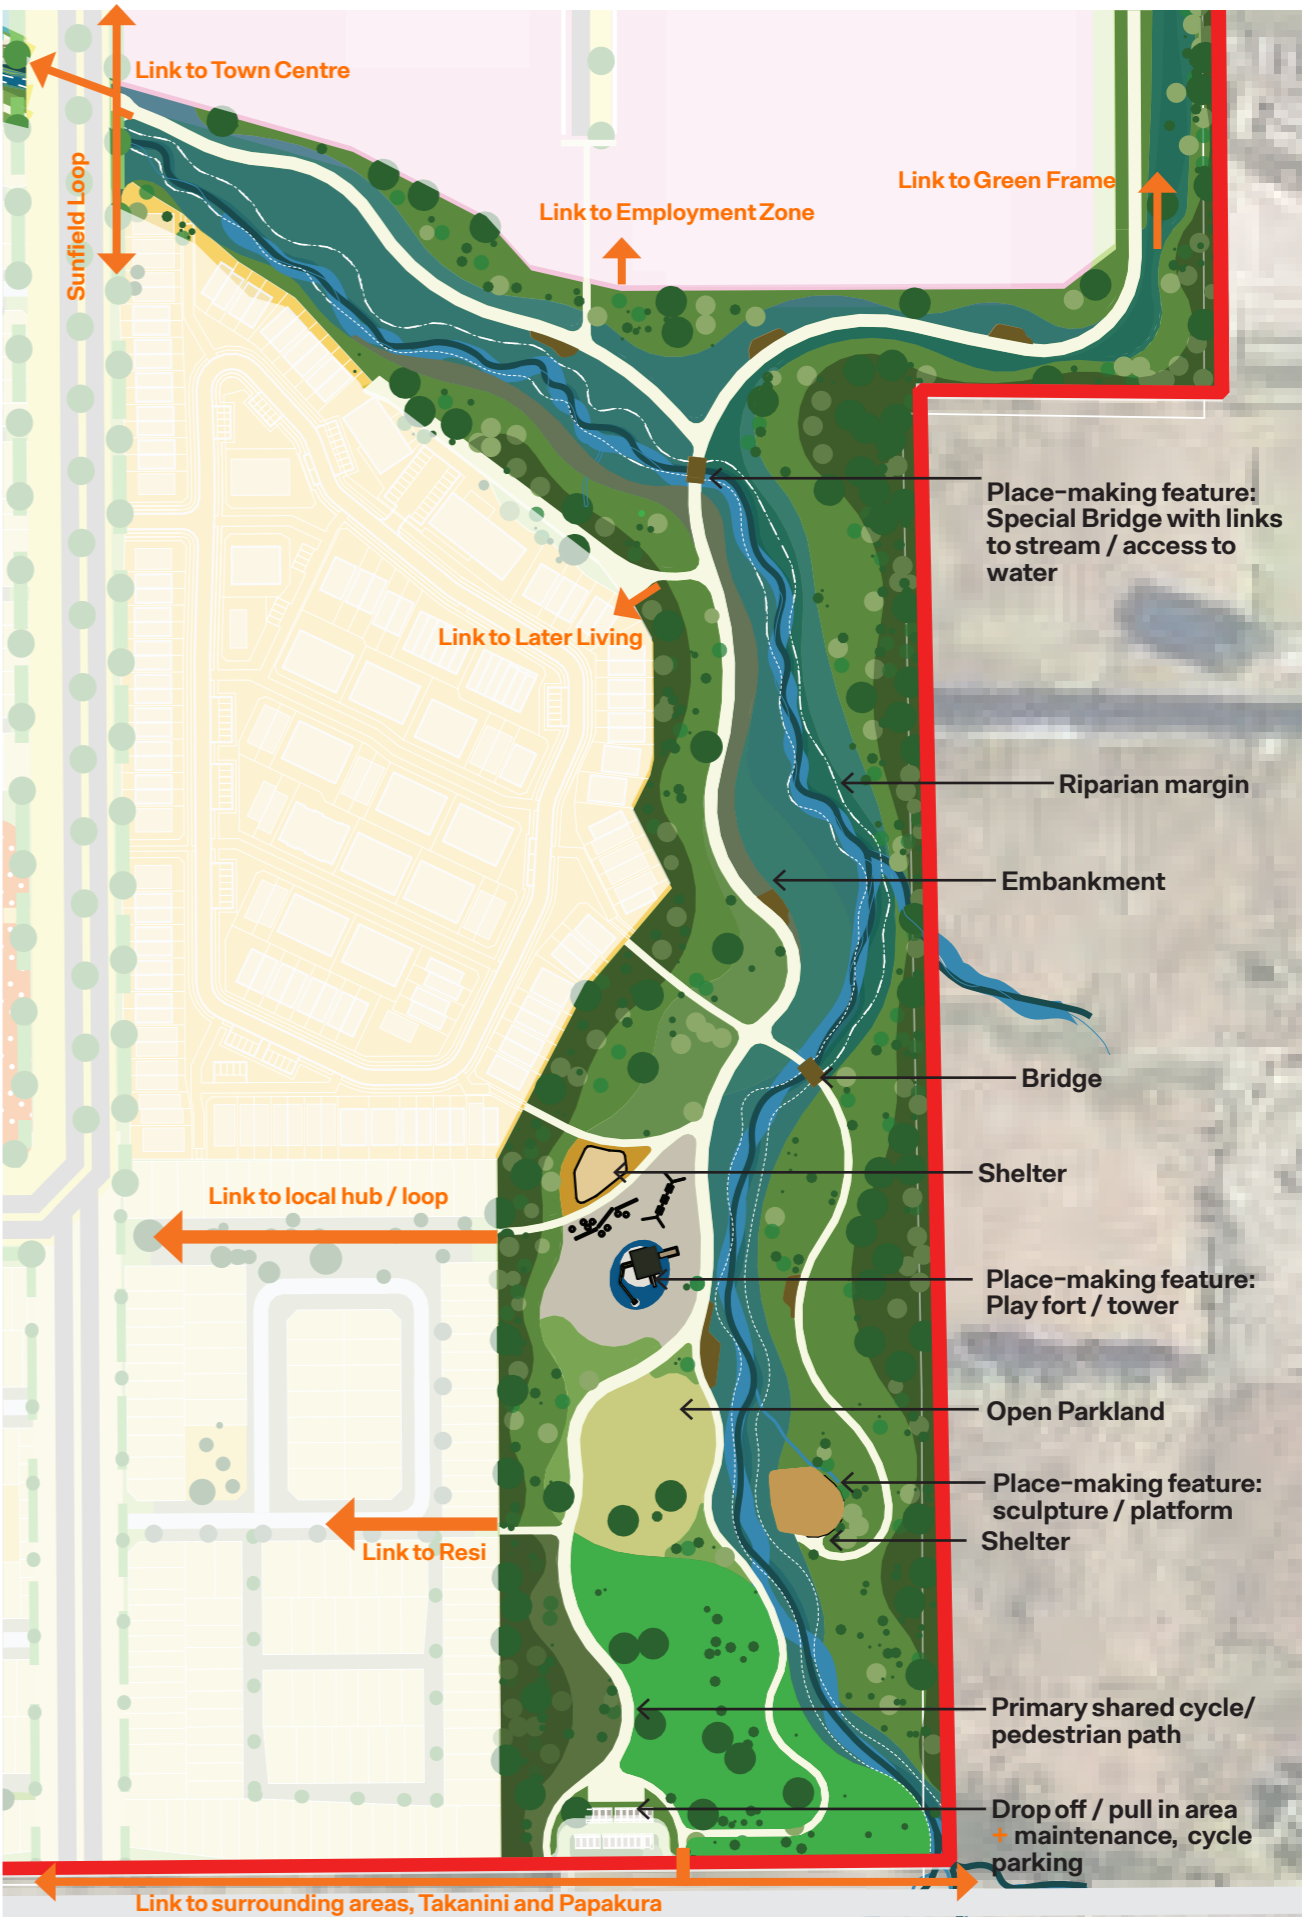 Link to Town Centre
Sunfield Loop
Link to Green Frame
Link to Employment Zone
Place-making feature:
Special Bridge with links
to stream / access to
water
Link to Later Living
Riparian margin
Embankment
Bridge
Shelter
Link to local hub / loop
Place-making feature:
Play fort / tower
Open Parkland
Place-making feature:
sculpture / platform
Shelter
Link to Resi
Primary shared cycle/
pedestrian path
Drop off / pull in area
+ maintenance, cycle
parking
Link to surrounding areas, Takanini and Papakura